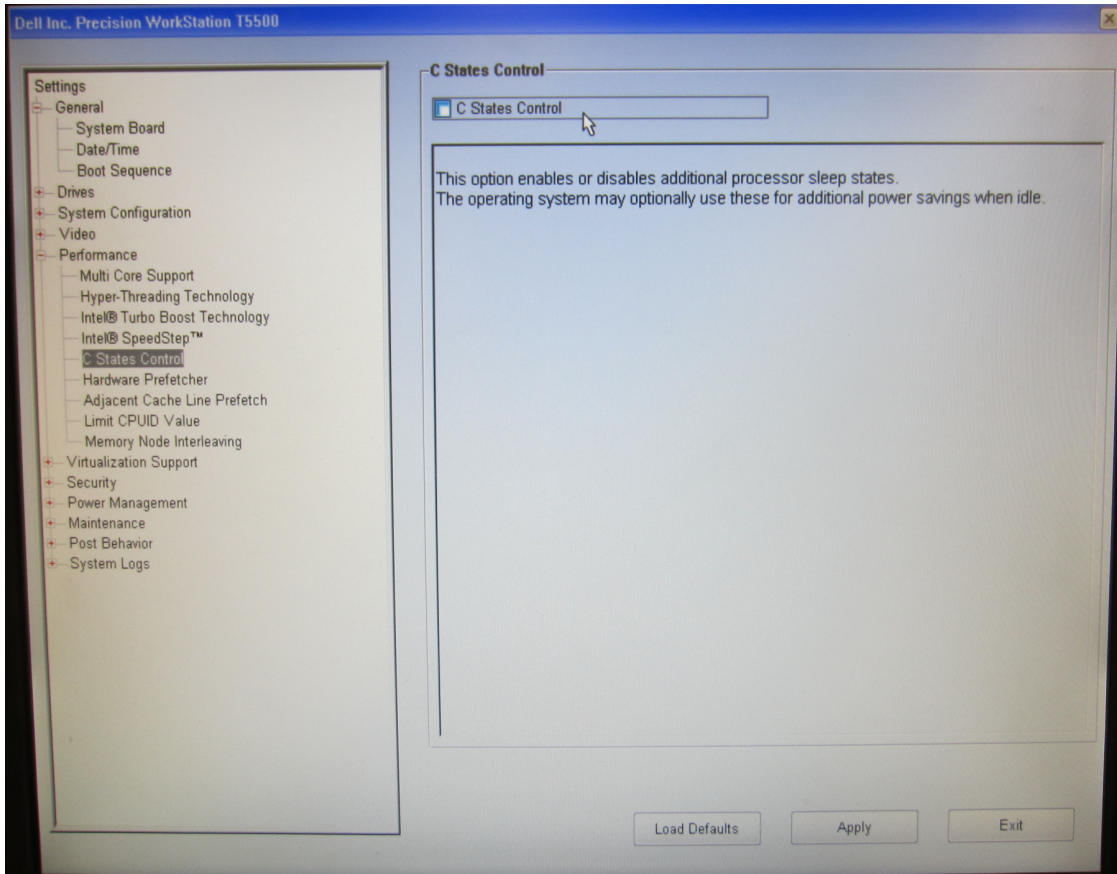 Dell Inc. Precision WorkStation T5500
Settings
General
System Board
Date/Time
Boot Sequence
Drives
System Configuration
Video
Performance
Multi Core Support
Hyper-Threading Technology
Intel® Turbo Boost Technology
Intel® SpeedStep™
C States Control
Hardware Prefetcher
Adjacent Cache Line Prefetch
Limit CPUID Value
Memory Node Interleaving
Virtualization Support
Security
Power Management
Maintenance
Post Behavior
System Logs
C States Control
C States Control
This option enables or disables additional processor sleep states.
The operating system may optionally use these for additional power savings when idle.
Load Defaults
Apply
Exit